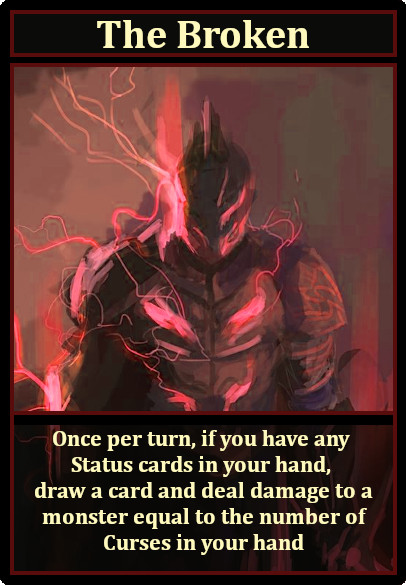 The Broken
Once per turn, if you have any
Status cards in your hand,
draw a card and deal damage to a
monster equal to the number of
Curses in your hand